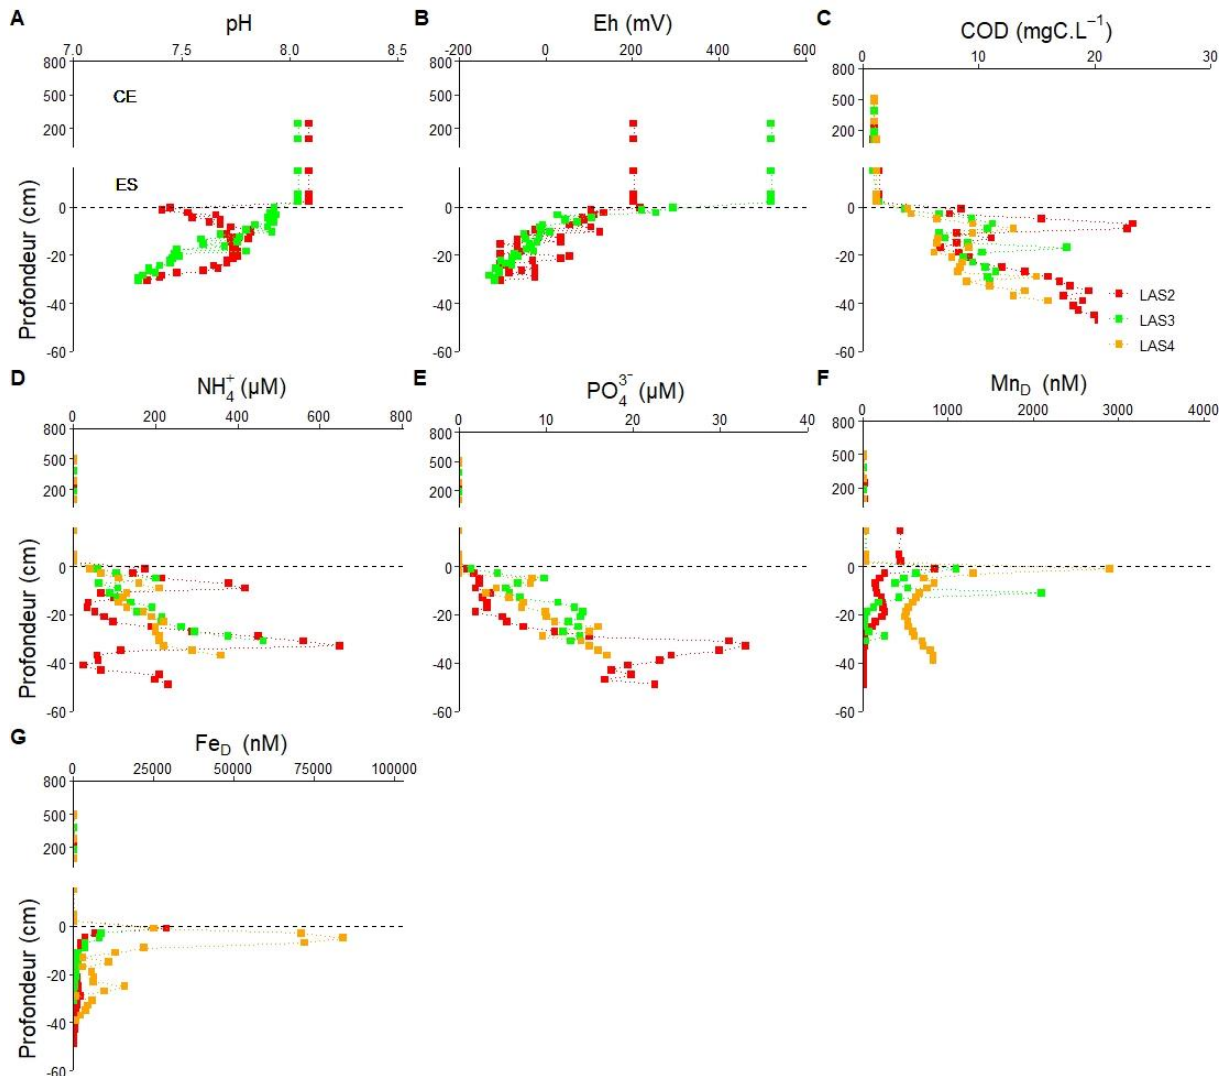 A pH
7.0 7.5 8.0 8.5
B Eh (mV)
-200 0 200 400 600
C COD (mgC.L⁻¹)
0 10 20 30
Profondeur (cm)
800
500
200
0
-20
-40
-60
CE
ES
800
500
200
0
-20
-40
-60
800
500
200
0
-20
-40
-60
LAS2
LAS3
LAS4
D NH₄⁺ (µM)
0 200 400 600 800
E PO₄³⁻ (µM)
0 10 20 30 40
F MnD (nM)
0 1000 2000 3000 4000
Profondeur (cm)
800
500
200
0
-20
-40
-60
800
500
200
0
-20
-40
-60
800
500
200
0
-20
-40
-60
G FeD (nM)
0 25000 50000 75000 100000
Profondeur (cm)
800
500
200
0
-20
-40
-60